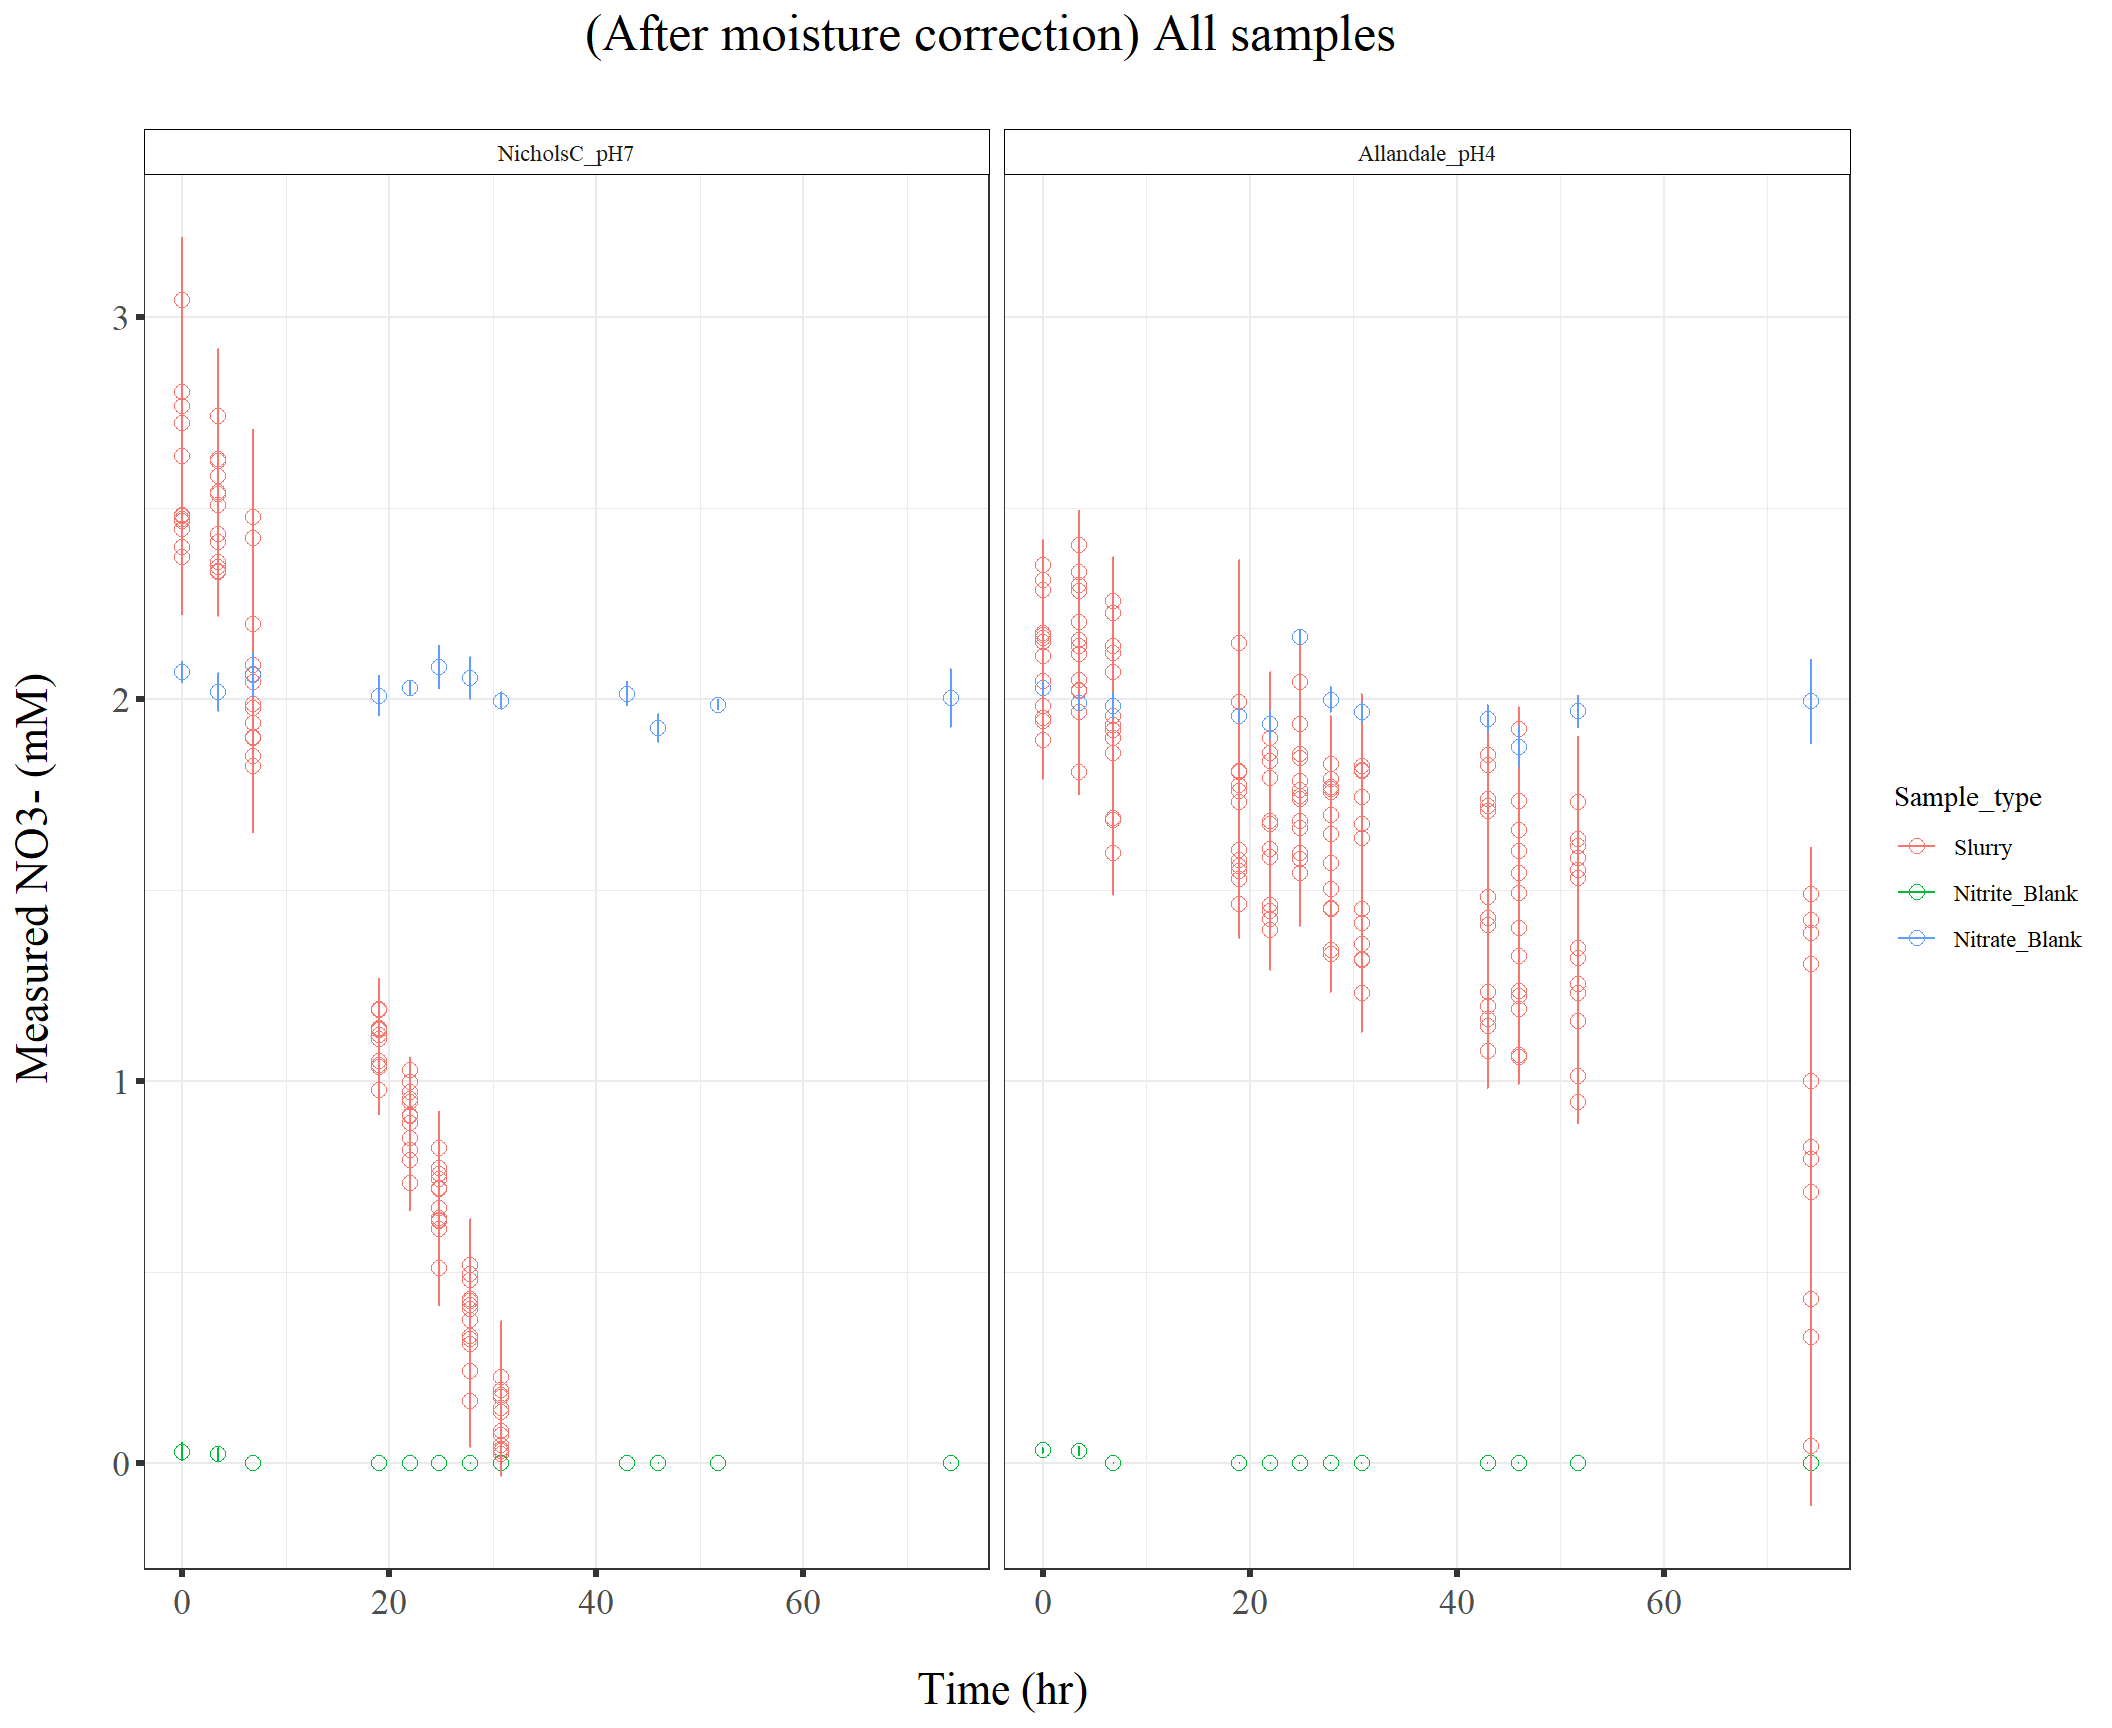 (After moisture correction) All samples
NicholsC_pH7
Allandale_pH4
Measured NO3- (mM)
3
2
1
0
0
20
40
60
0
20
40
60
Time (hr)
Sample_type
Slurry
Nitrite_Blank
Nitrate_Blank